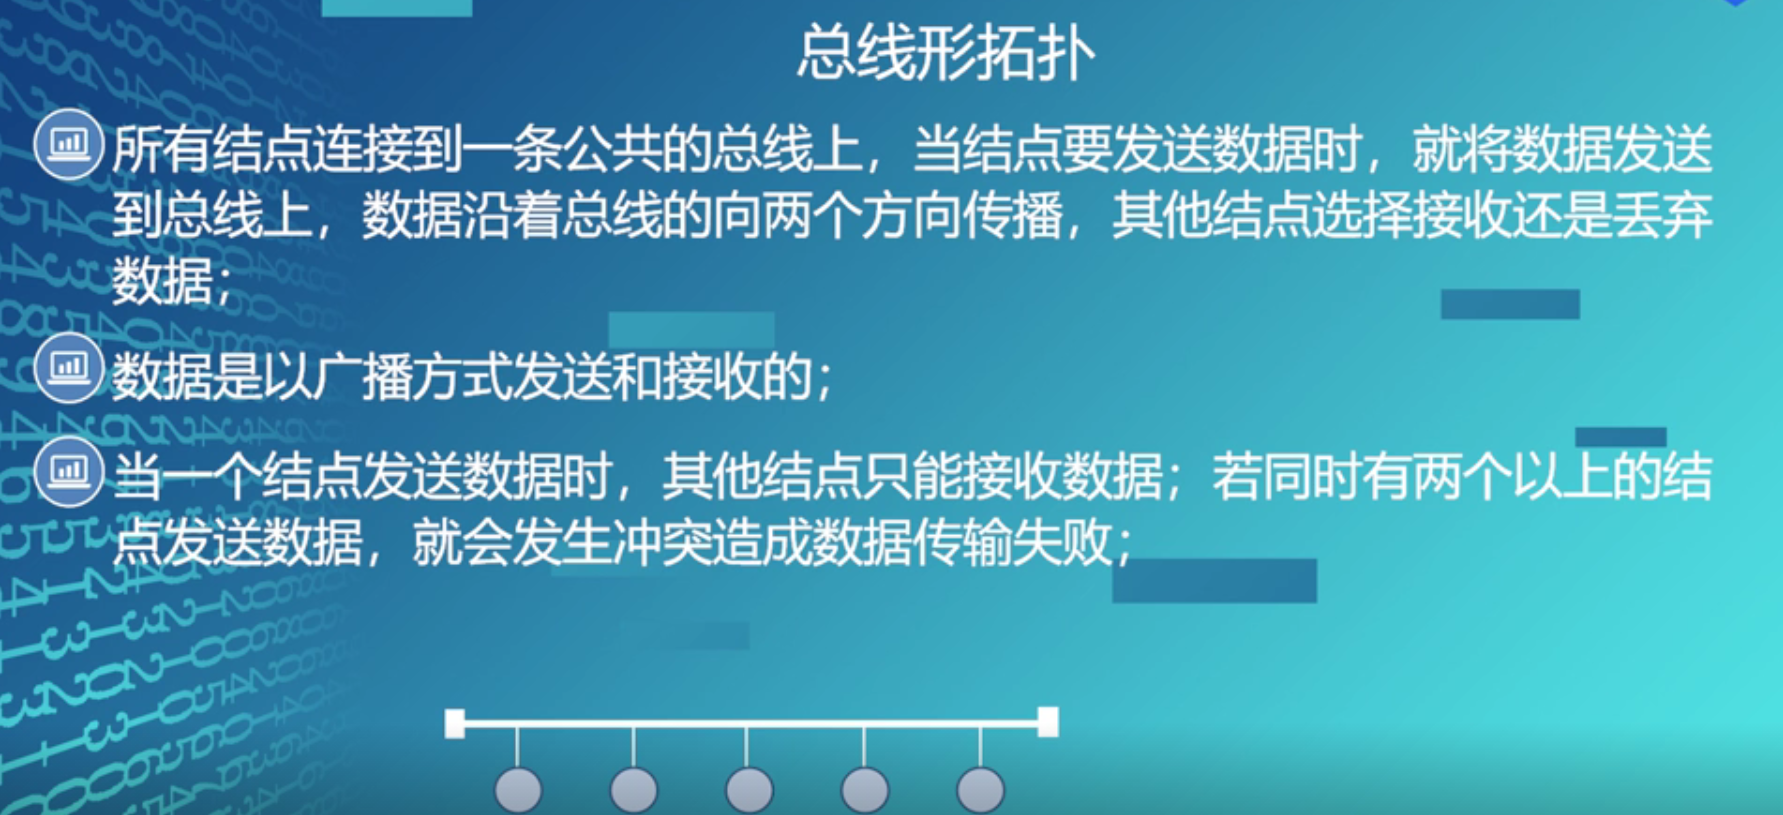 总线形拓扑
所有结点连接到一条公共的总线上，当结点要发送数据时，就将数据发送
到总线上，数据沿着总线的向两个方向传播，其他结点选择接收还是丢弃
数据；
数据是以广播方式发送和接收的；
当一个结点发送数据时，其他结点只能接收数据；若同时有两个以上的结
点发送数据，就会发生冲突造成数据传输失败；